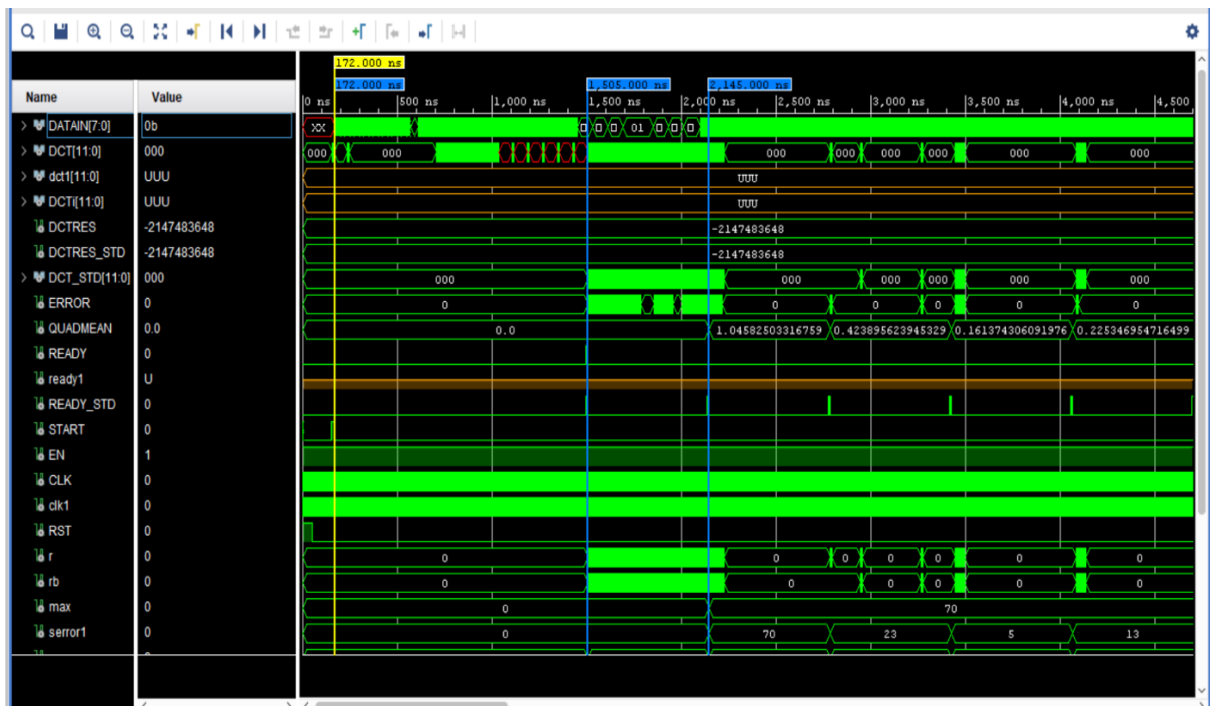 172.000 ns
172.000 ns 1,505.000 ns 2,145.000 ns
Name Value 0 ns 500 ns 1,000 ns 1,500 ns 2,000 ns 2,500 ns 3,000 ns 3,500 ns 4,000 ns 4,500
DATAIN[7:0] 0b XX 0 0 0 01 0 0 0
DCT[11:0] 000 000 000 000 000 000 000 000 000
dct1[11:0] UUU UUU
DCTi[11:0] UUU UUU
DCTRES -2147483648 -2147483648
DCTRES_STD -2147483648 -2147483648
DCT_STD[11:0] 000 000 000 000 000 000 000
ERROR 0 0 0 0 0 0 0
QUADMEAN 0.0 0.0 1.04582503316759 0.423895623945329 0.161374306091976 0.225346954716499
READY 0
ready1 U
READY_STD 0
START 0
EN 1
CLK 0
clk1 0
RST 0
r 0 0 0 0 0 0 0 0
rb 0 0 0 0 0 0 0
max 0 0 70
serror1 0 0 70 23 5 13